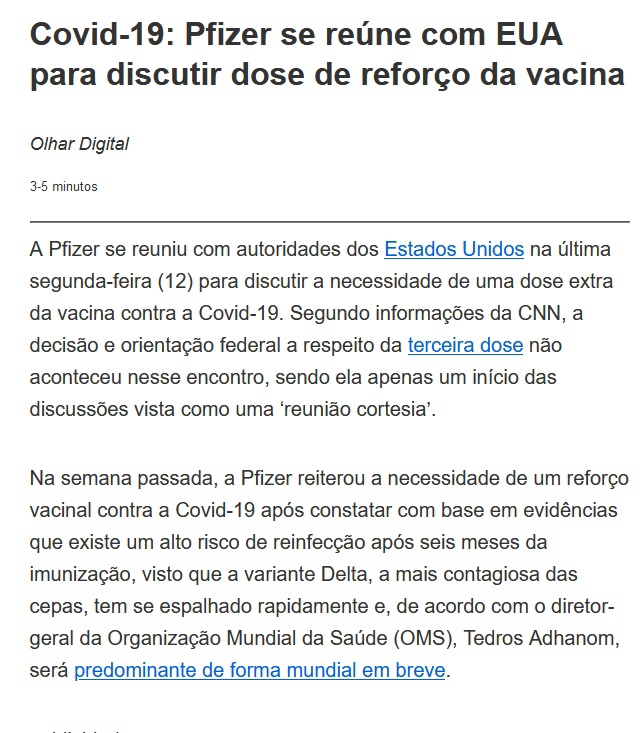 Covid-19: Pfizer se reúne com EUA
para discutir dose de reforço da vacina
Olhar Digital
3-5 minutos
A Pfizer se reuniu com autoridades dos Estados Unidos na última
segunda-feira (12) para discutir a necessidade de uma dose extra
da vacina contra a Covid-19. Segundo informações da CNN, a
decisão e orientação federal a respeito da terceira dose não
aconteceu nesse encontro, sendo ela apenas um início das
discussões vista como uma ‘reunião cortesia’.
Na semana passada, a Pfizer reiterou a necessidade de um reforço
vacinal contra a Covid-19 após constatar com base em evidências
que existe um alto risco de reinfecção após seis meses da
imunização, visto que a variante Delta, a mais contagiosa das
cepas, tem se espalhado rapidamente e, de acordo com o diretor-
geral da Organização Mundial da Saúde (OMS), Tedros Adhanom,
será predominante de forma mundial em breve.